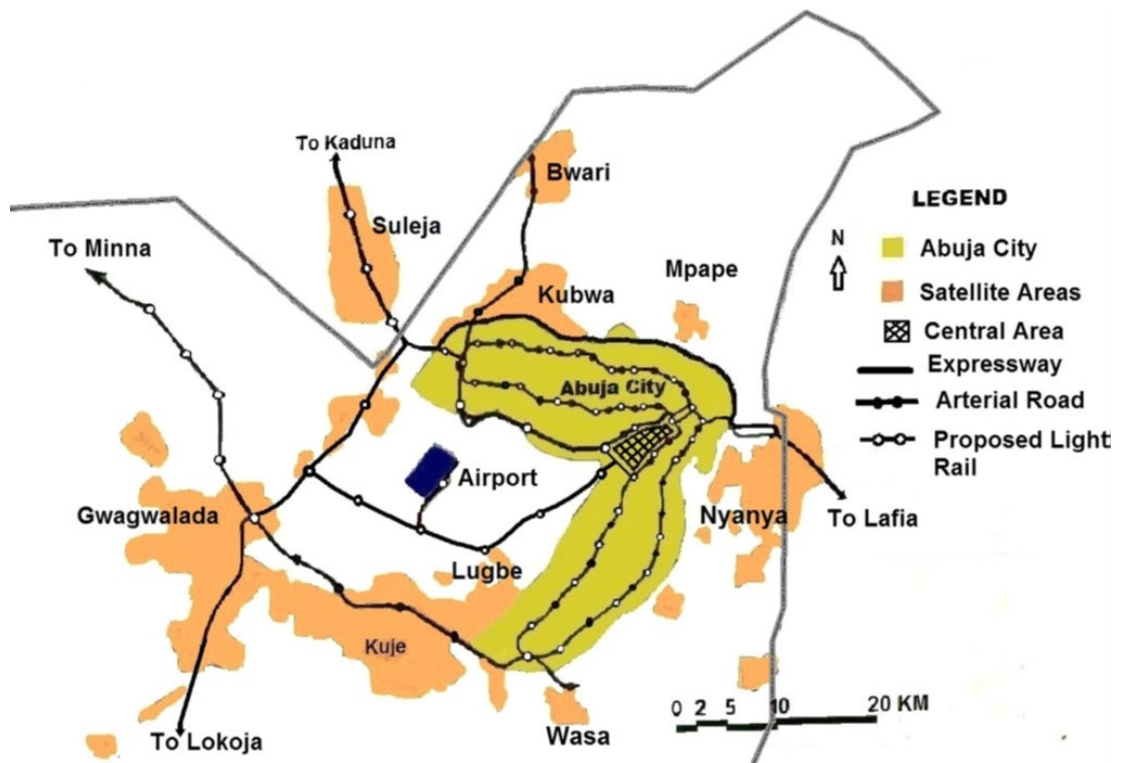 To Kaduna
Bwari
Suleja
LEGEND
To Minna
N
Mpape
Abuja City
Kubwa
Satellite Areas
Central Area
Expressway
Abuja City
Arterial Road
Proposed Light
Rail
Airport
Gwagwalada
Nyanya
To Lafia
Lugbe
Kuje
0 2 5 10 20 KM
Wasa
To Lokoja